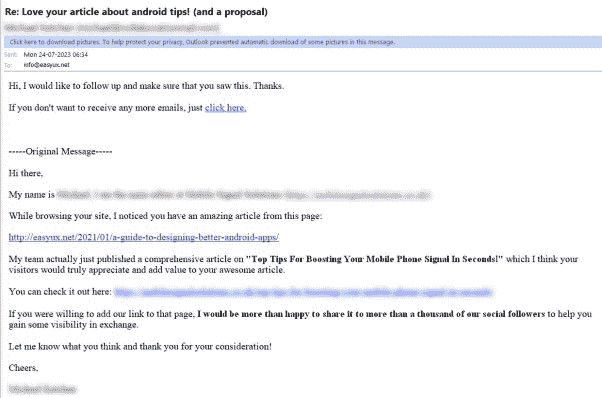 Re: Love your article about android tips! (and a proposal)
Click here to download pictures. To help protect your privacy, Outlook prevented automatic download of some pictures in this message.
Sent: Mon 24-07-2023 06:34
To: info@easyux.net
Hi, I would like to follow up and make sure that you saw this. Thanks.
If you don't want to receive any more emails, just click here.
-----Original Message-----
Hi there,
My name is
While browsing your site, I noticed you have an amazing article from this page:
http://easyux.net/2021/01/a-guide-to-designing-better-android-apps/
My team actually just published a comprehensive article on "Top Tips For Boosting Your Mobile Phone Signal In Seconds!" which I think your
visitors would truly appreciate and add value to your awesome article.
You can check it out here:
If you were willing to add our link to that page, I would be more than happy to share it to more than a thousand of our social followers to help you
gain some visibility in exchange.
Let me know what you think and thank you for your consideration!
Cheers,